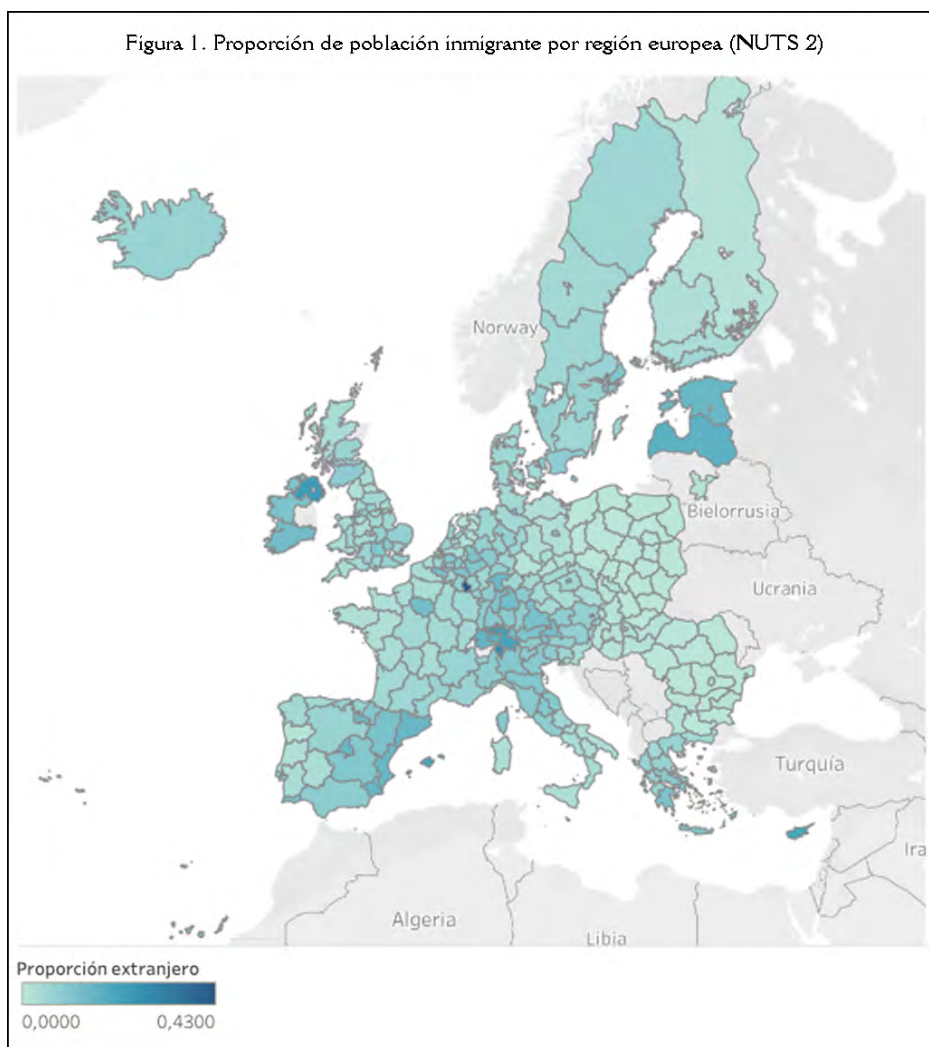 Figura 1. Proporción de población inmigrante por región europea (NUTS 2)
Norway
Bielorrusia
Ucrania
Turquía
Ira
Algeria
Libia
Proporción extranjero
0,0000 0,4300